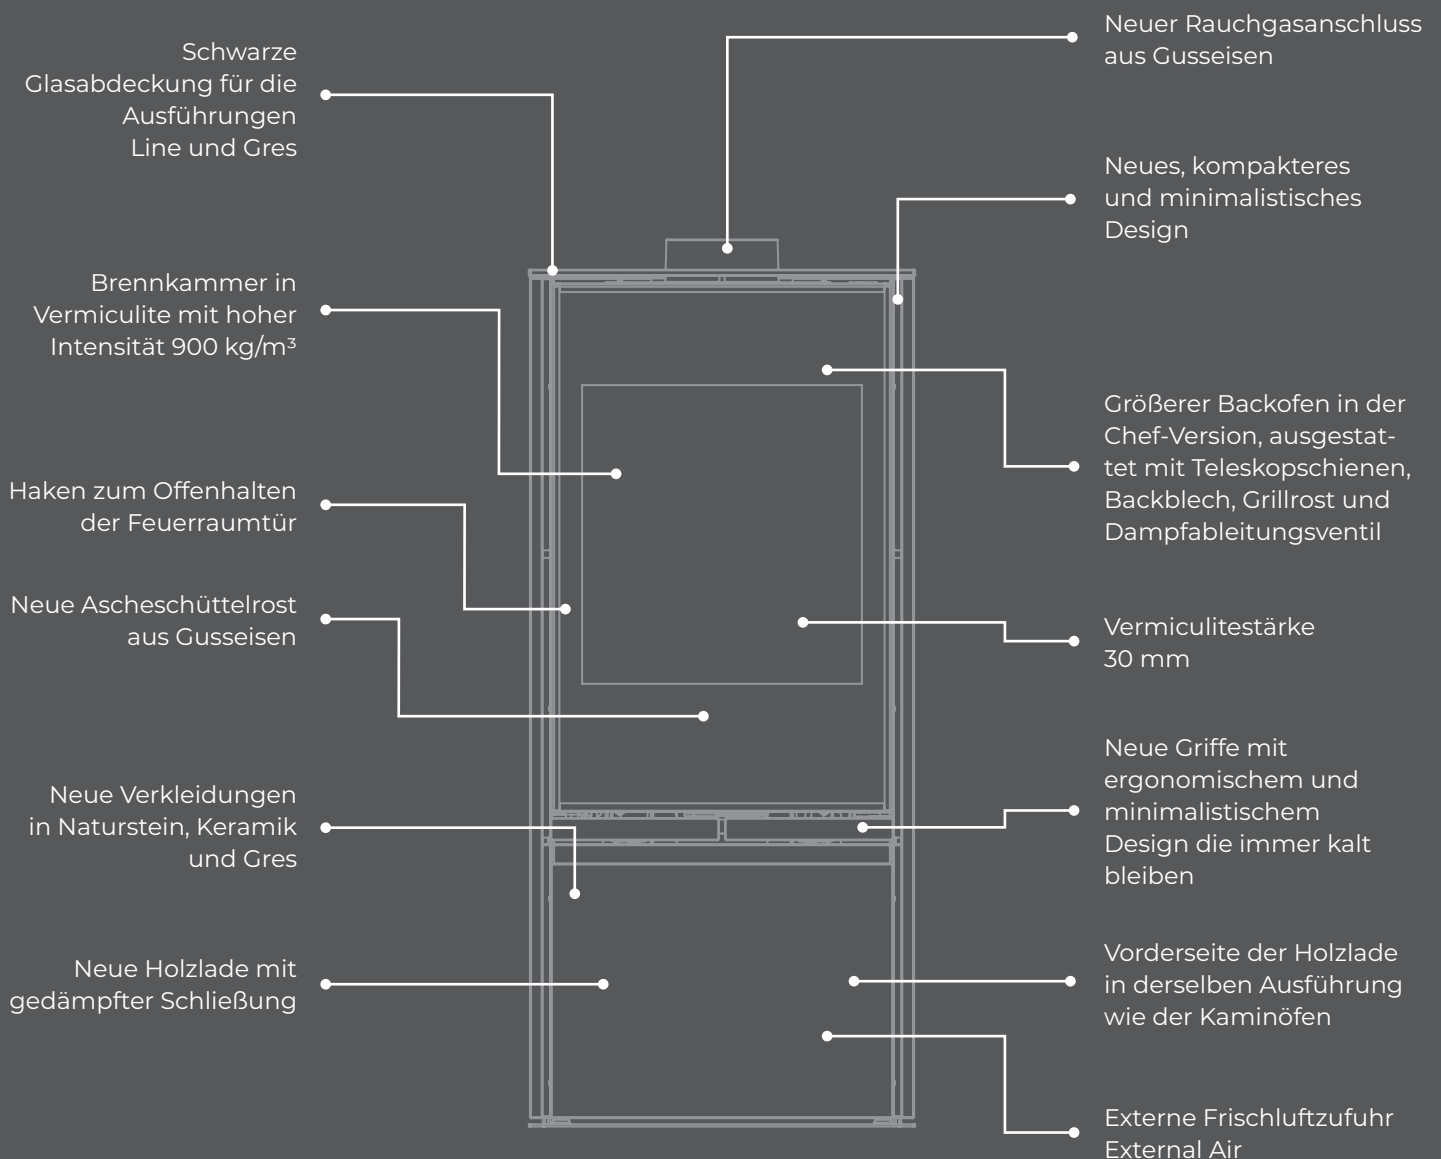 Schwarze
Glasabdeckung für die
Ausführungen
Line und Gres
Brennkammer in
Vermiculite mit hoher
Intensität 900 kg/m³
Haken zum Offenhalten
der Feuerraumtür
Neue Ascheschüttelrost
aus Gusseisen
Neue Verkleidungen
in Naturstein, Keramik
und Gres
Neue Holzlade mit
gedämpfter Schließung
Neuer Rauchgasanschluss
aus Gusseisen
Neues, kompakteres
und minimalistisches
Design
Größerer Backofen in der
Chef-Version, ausgestat-
tet mit Teleskopschienen,
Backblech, Grillrost und
Dampfableitungsventil
Vermiculitestärke
30 mm
Neue Griffe mit
ergonomischem und
minimalistischem
Design die immer kalt
bleiben
Vorderseite der Holzlade
in derselben Ausführung
wie der Kaminöfen
Externe Frischluftzufuhr
External Air